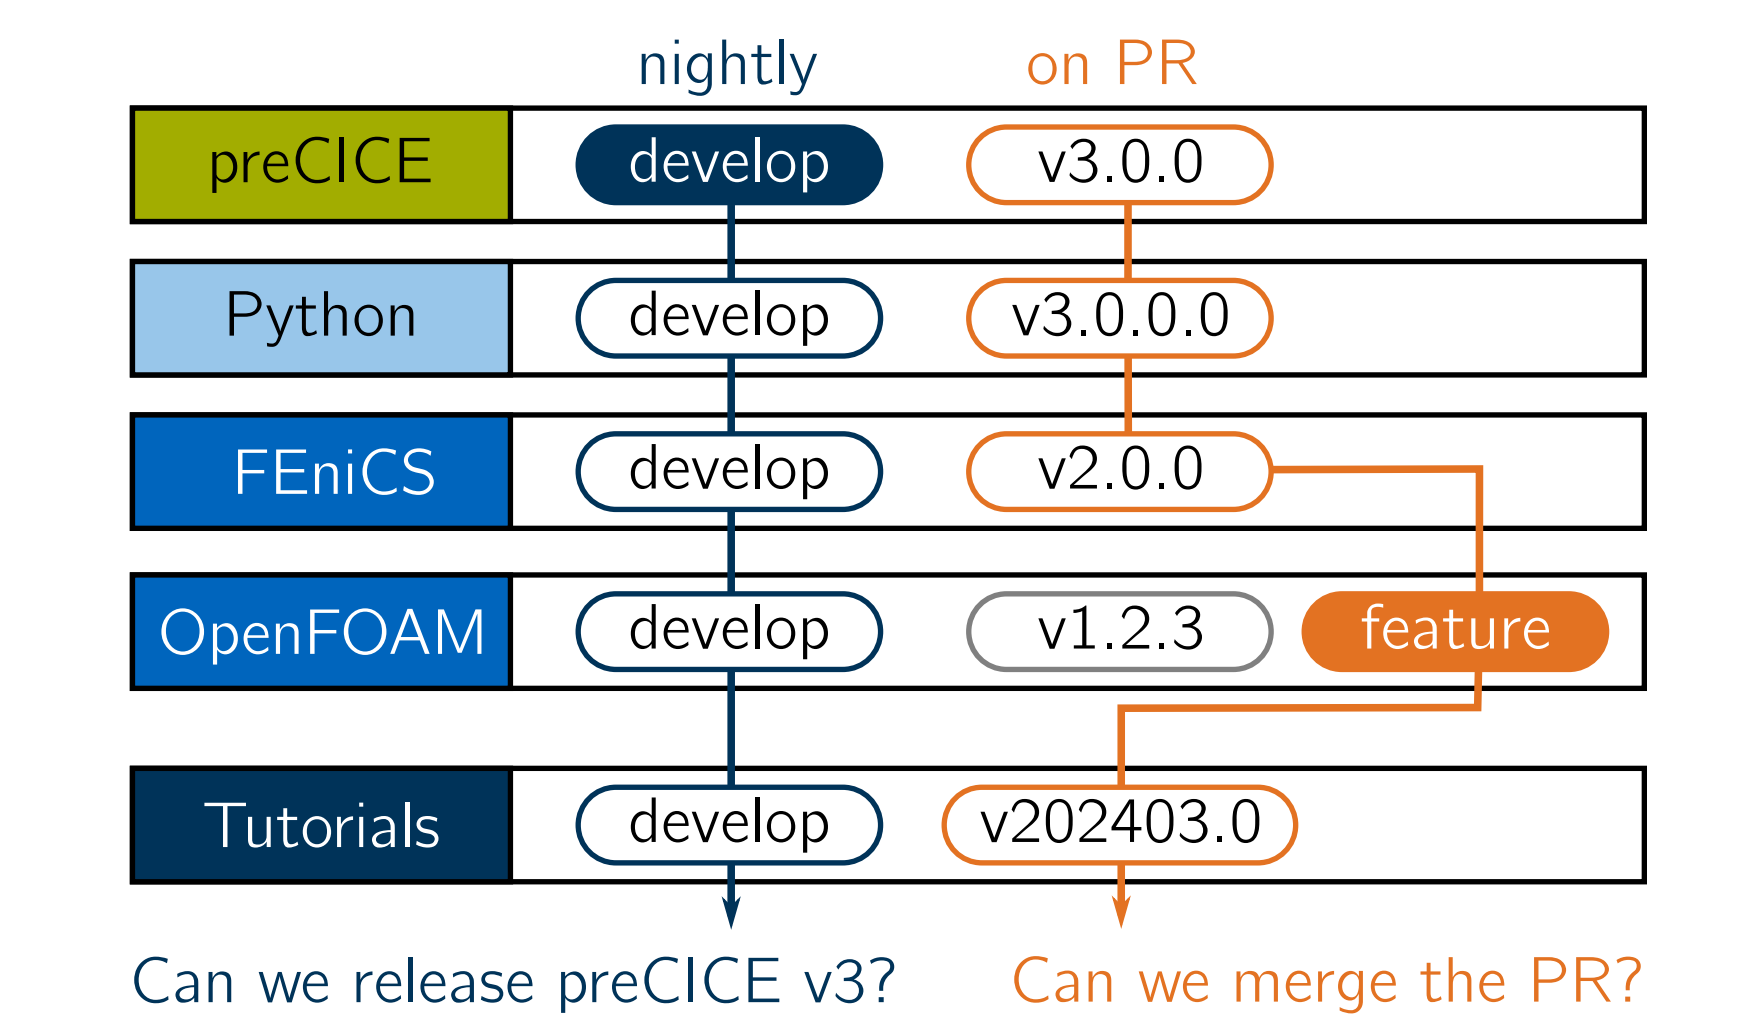 nightly on PR
preCICE develop v3.0.0
Python develop v3.0.0.0
FEniCS develop v2.0.0
OpenFOAM develop v1.2.3 feature
Tutorials develop v202403.0
Can we release preCICE v3? Can we merge the PR?